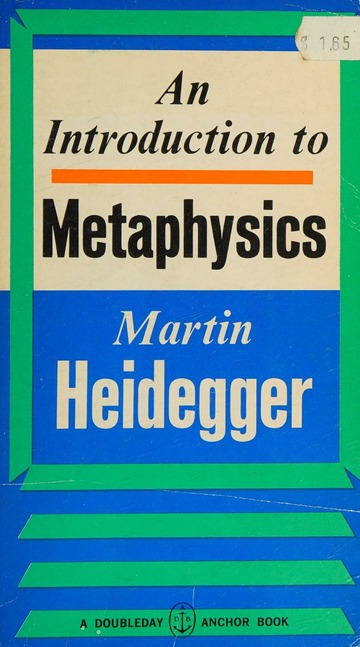 $ 1.65
An
Introduction to
Metaphysics
Martin
Heidegger
A DOUBLEDAY ANCHOR BOOK
A
D B